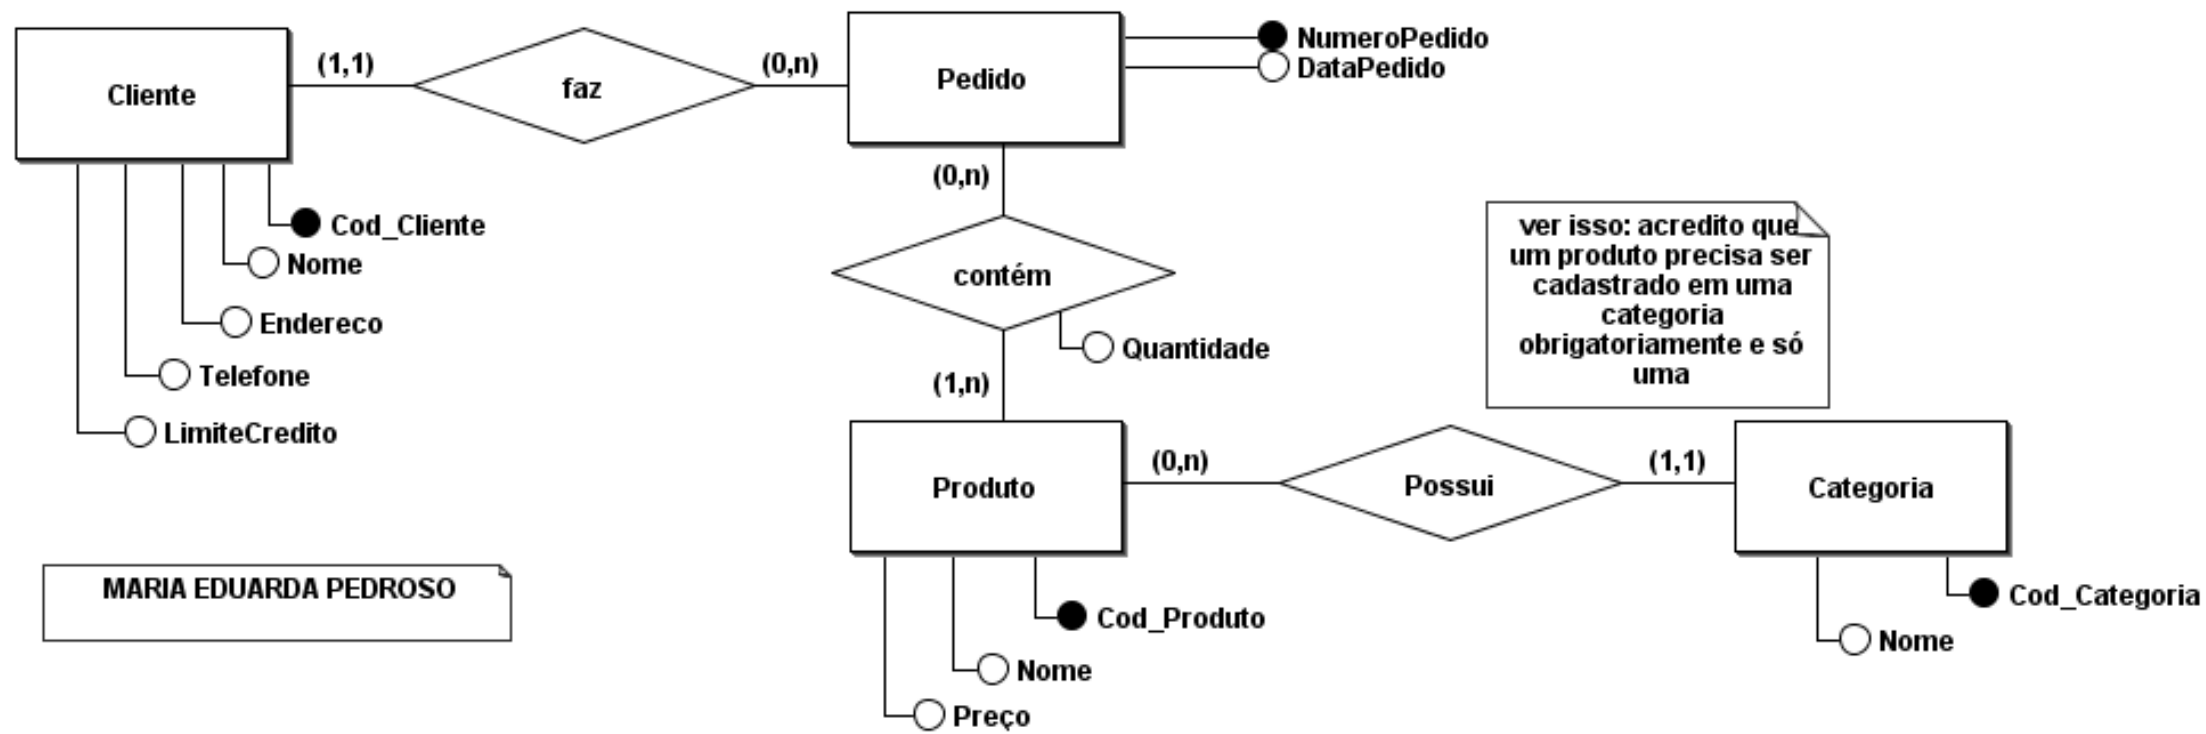 Cliente
(1,1)
faz
(0,n)
Pedido
NumeroPedido
DataPedido
Cod_Cliente
Nome
Endereco
Telefone
LimiteCredito
(0,n)
contém
Quantidade
(1,n)
ver isso: acredito que
um produto precisa ser
cadastrado em uma
categoria
obrigatoriamente e só
uma
Produto
(0,n)
Possui
(1,1)
Categoria
Cod_Produto
Nome
Preço
Cod_Categoria
Nome
MARIA EDUARDA PEDROSO